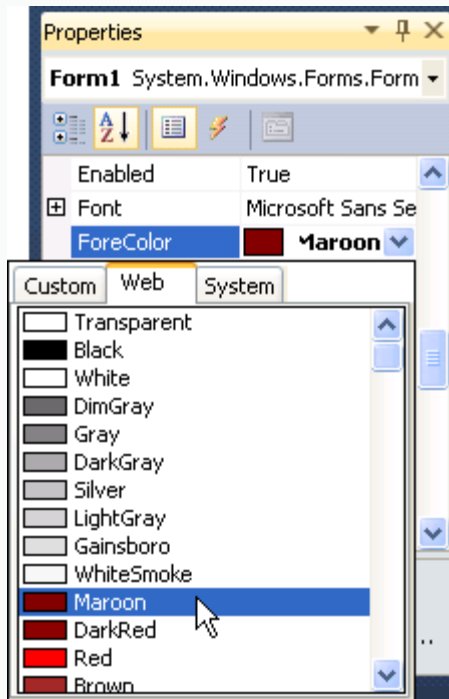 Properties
Form1 System.Windows.Forms.Form
Enabled True
Font Microsoft Sans Se
ForeColor Maroon
Custom Web System
Transparent
Black
White
DimGray
Gray
DarkGray
Silver
LightGray
Gainsboro
WhiteSmoke
Maroon
DarkRed
Red
Brown
..